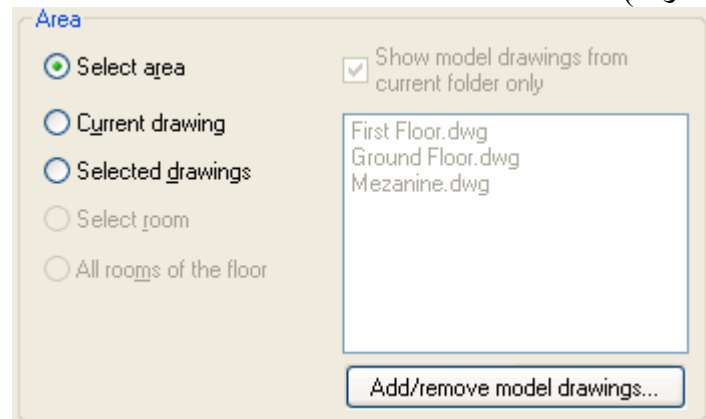 Area
Select area
Show model drawings from
current folder only
Current drawing
Selected drawings
Select room
All rooms of the floor
First Floor.dwg
Ground Floor.dwg
Mezanine.dwg
Add/remove model drawings...